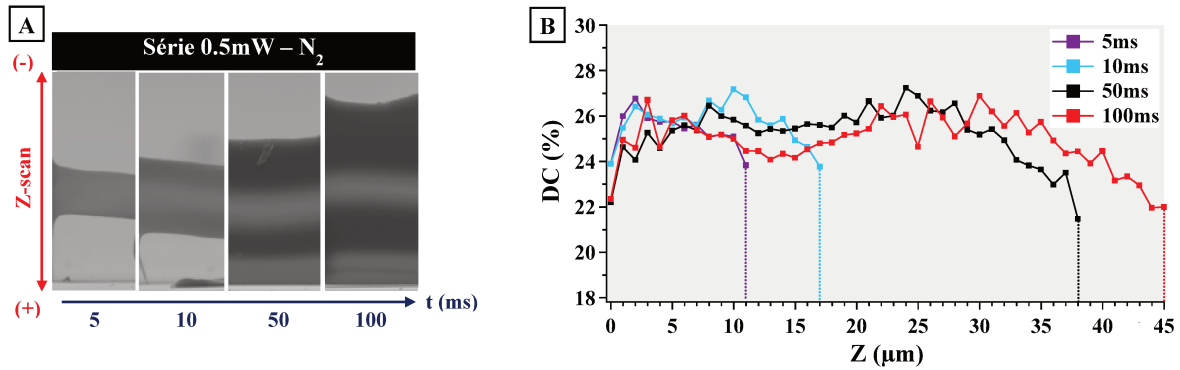 A
Série 0.5mW – N2
(-)
Z-scan
(+)
5 10 50 100
t (ms)
B
DC (%)
30
28
26
24
22
20
18
0 5 10 15 20 25 30 35 40 45
Z (µm)
5ms
10ms
50ms
100ms